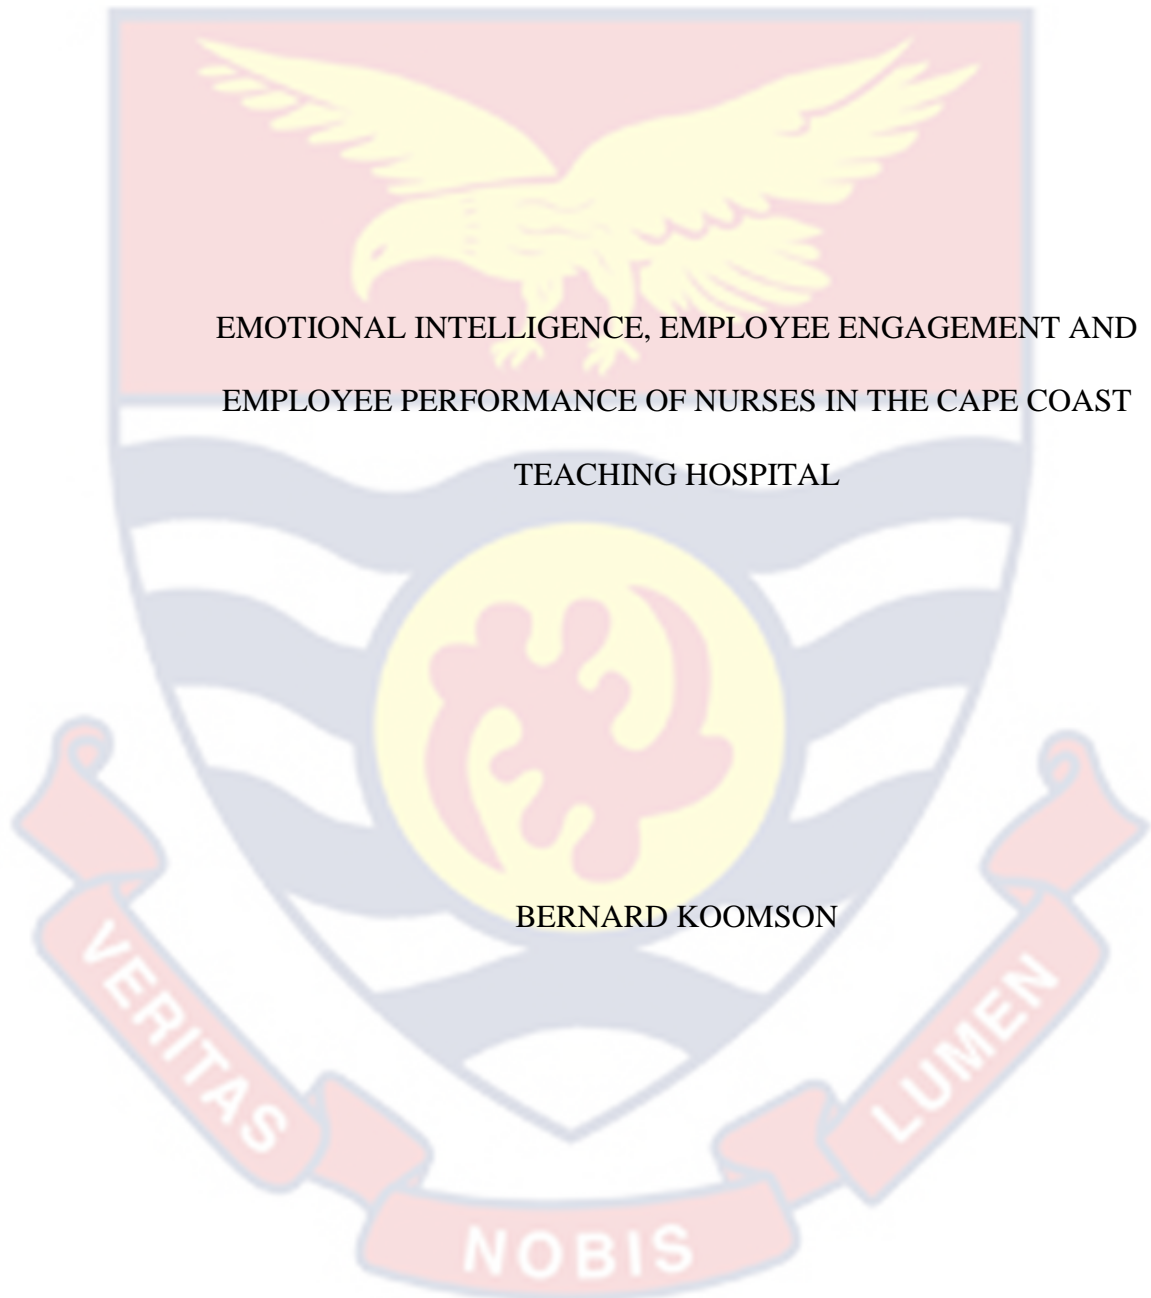 EMOTIONAL INTELLIGENCE, EMPLOYEE ENGAGEMENT AND
EMPLOYEE PERFORMANCE OF NURSES IN THE CAPE COAST
TEACHING HOSPITAL
BERNARD KOOMSON
VERITAS
NOBIS
LUMEN